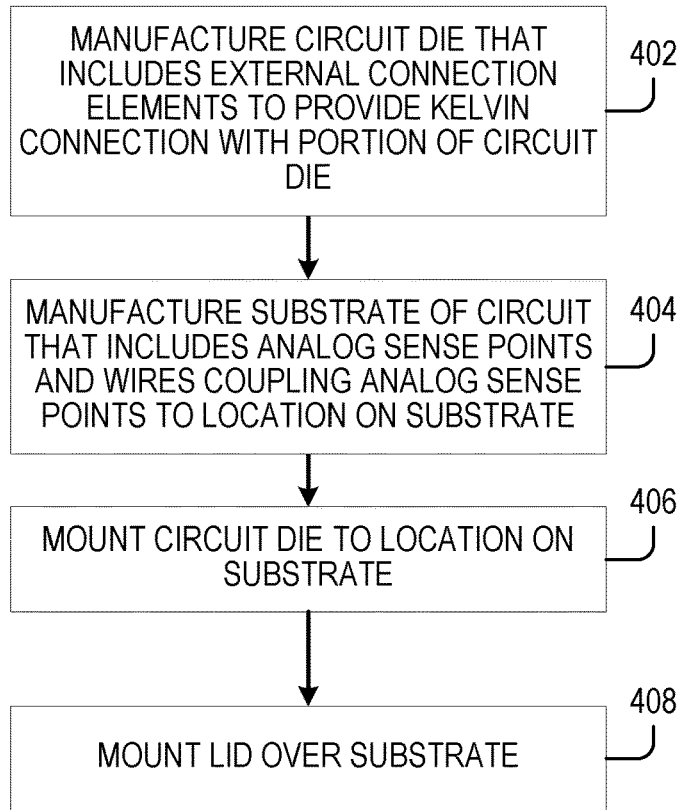 MANUFACTURE CIRCUIT DIE THAT
INCLUDES EXTERNAL CONNECTION
ELEMENTS TO PROVIDE KELVIN
CONNECTION WITH PORTION OF CIRCUIT
DIE
402
MANUFACTURE SUBSTRATE OF CIRCUIT
THAT INCLUDES ANALOG SENSE POINTS
AND WIRES COUPLING ANALOG SENSE
POINTS TO LOCATION ON SUBSTRATE
404
MOUNT CIRCUIT DIE TO LOCATION ON
SUBSTRATE
406
MOUNT LID OVER SUBSTRATE
408